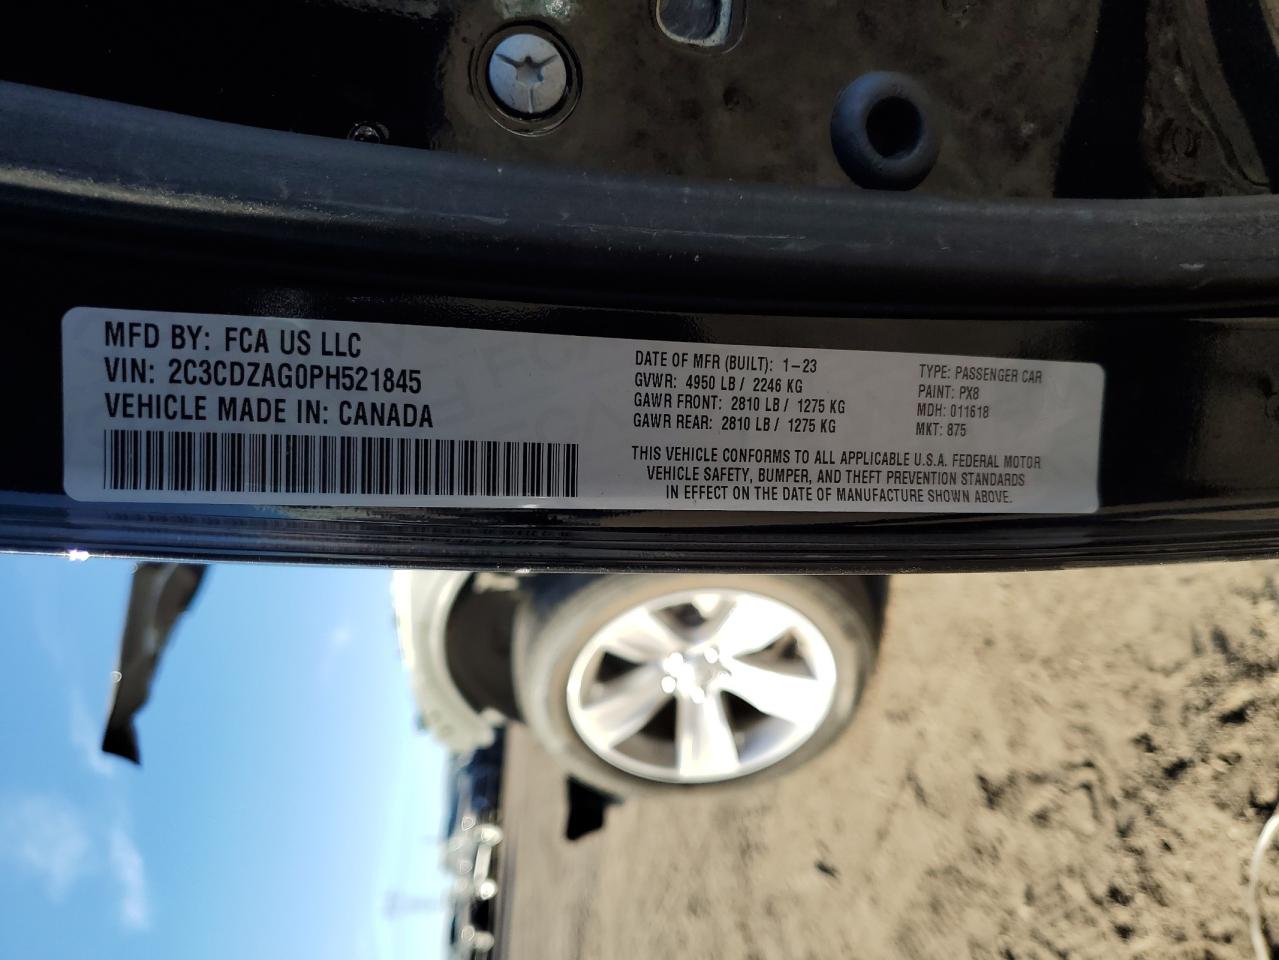 MFD BY: FCA US LLC
VIN: 2C3CDZAG0PH521845
VEHICLE MADE IN: CANADA
DATE OF MFR (BUILT): 1-23
GVWR: 4950 LB / 2246 KG
GAWR FRONT: 2810 LB / 1275 KG
GAWR REAR: 2810 LB / 1275 KG
TYPE: PASSENGER CAR
PAINT: PX8
MDH: 011618
MKT: 875
THIS VEHICLE CONFORMS TO ALL APPLICABLE U.S.A. FEDERAL MOTOR
VEHICLE SAFETY, BUMPER, AND THEFT PREVENTION STANDARDS
IN EFFECT ON THE DATE OF MANUFACTURE SHOWN ABOVE.